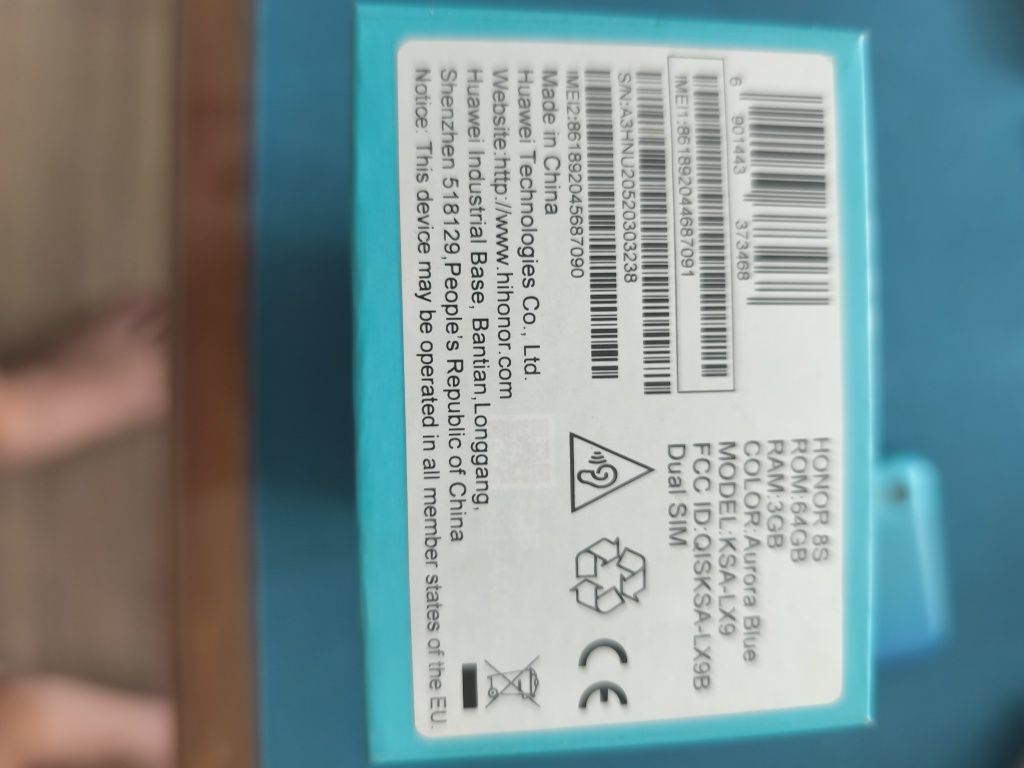 HONOR 8S
ROM:64GB
RAM:3GB
COLOR:Aurora Blue
MODEL:KSA-LX9
FCC ID:QISKSA-LX9B
Dual SIM
6 901443 373468
IMEI1:861892044687091
S/N:A3HNU20520303238
IMEI2:861892045687090
Made in China
Huawei Technologies Co., Ltd.
Website:http://www.hihonor.com
Huawei Industrial Base, Bantian,Longgang,
Shenzhen 518129,People's Republic of China
Notice: This device may be operated in all member states of the EU.
CE